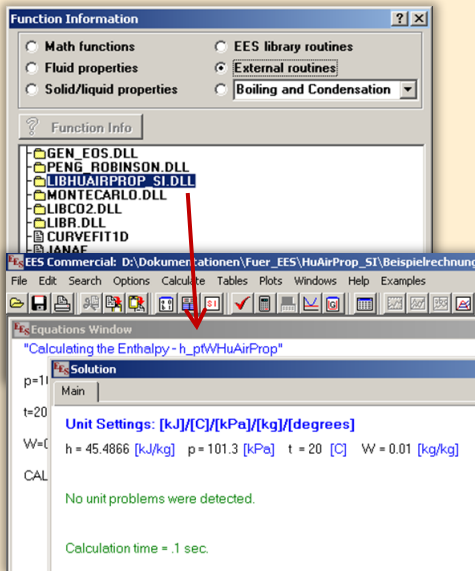 Function Information
Math functions
EES library routines
Fluid properties
External routines
Solid/liquid properties
Boiling and Condensation
? Function Info
GEN_EOS.DLL
PENG_ROBINSON.DLL
LIBHUAIRPROP_SI.DLL
MONTECARLO.DLL
LIBCO2.DLL
LIBR.DLL
CURVEFIT1D
JANAF
EES Commercial: D:\Dokumentationen\Fuer_EES\HuAirProp_SI\Beispielrechnung
File Edit Search Options Calculate Tables Plots Windows Help Examples
Equations Window
"Calculating the Enthalpy - h_ptWHuAirProp"
Solution
Main
p=1
t=20
W=0
CAL
Unit Settings: [kJ]/[C]/[kPa]/[kg]/[degrees]
h = 45.4866 [kJ/kg] p = 101.3 [kPa] t = 20 [C] W = 0.01 [kg/kg]
No unit problems were detected.
Calculation time = .1 sec.